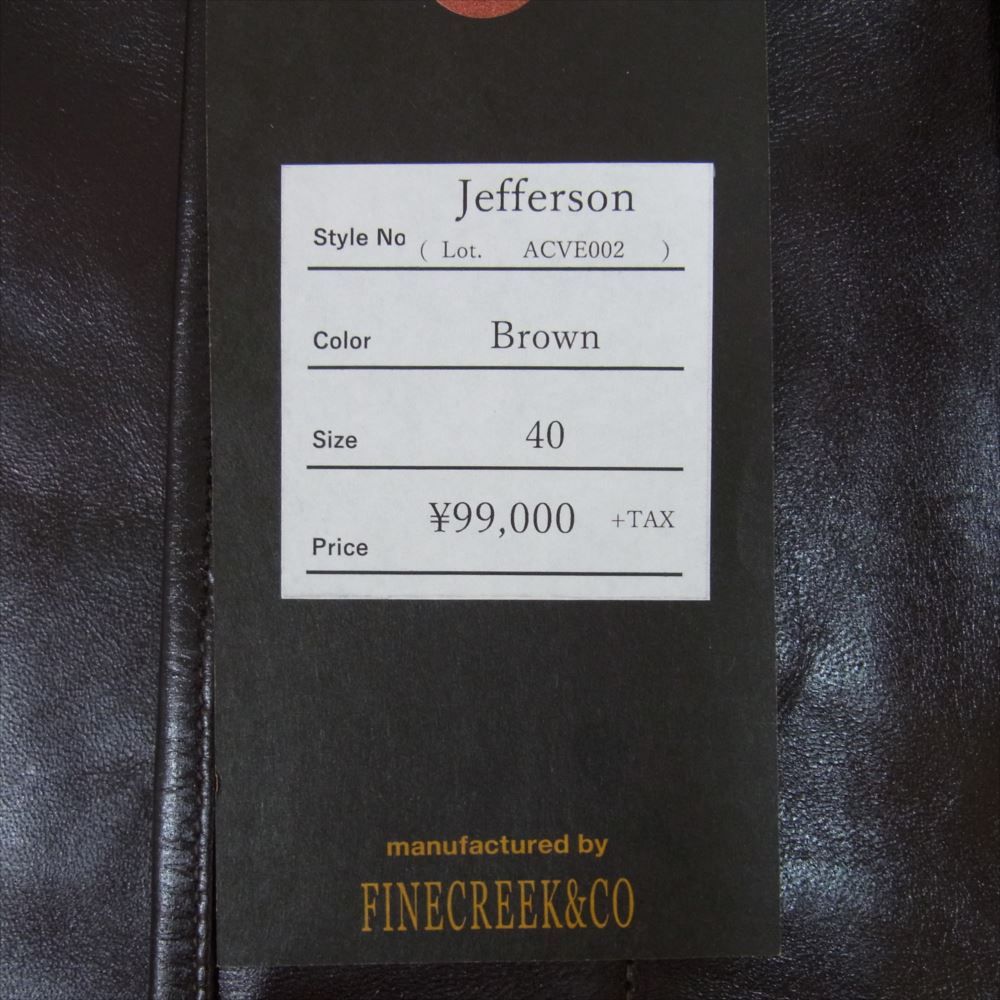 Jefferson
Style No ( Lot. ACVE002 )
Color Brown
Size 40
¥99,000 +TAX
Price
manufactured by
FINECREEK&CO